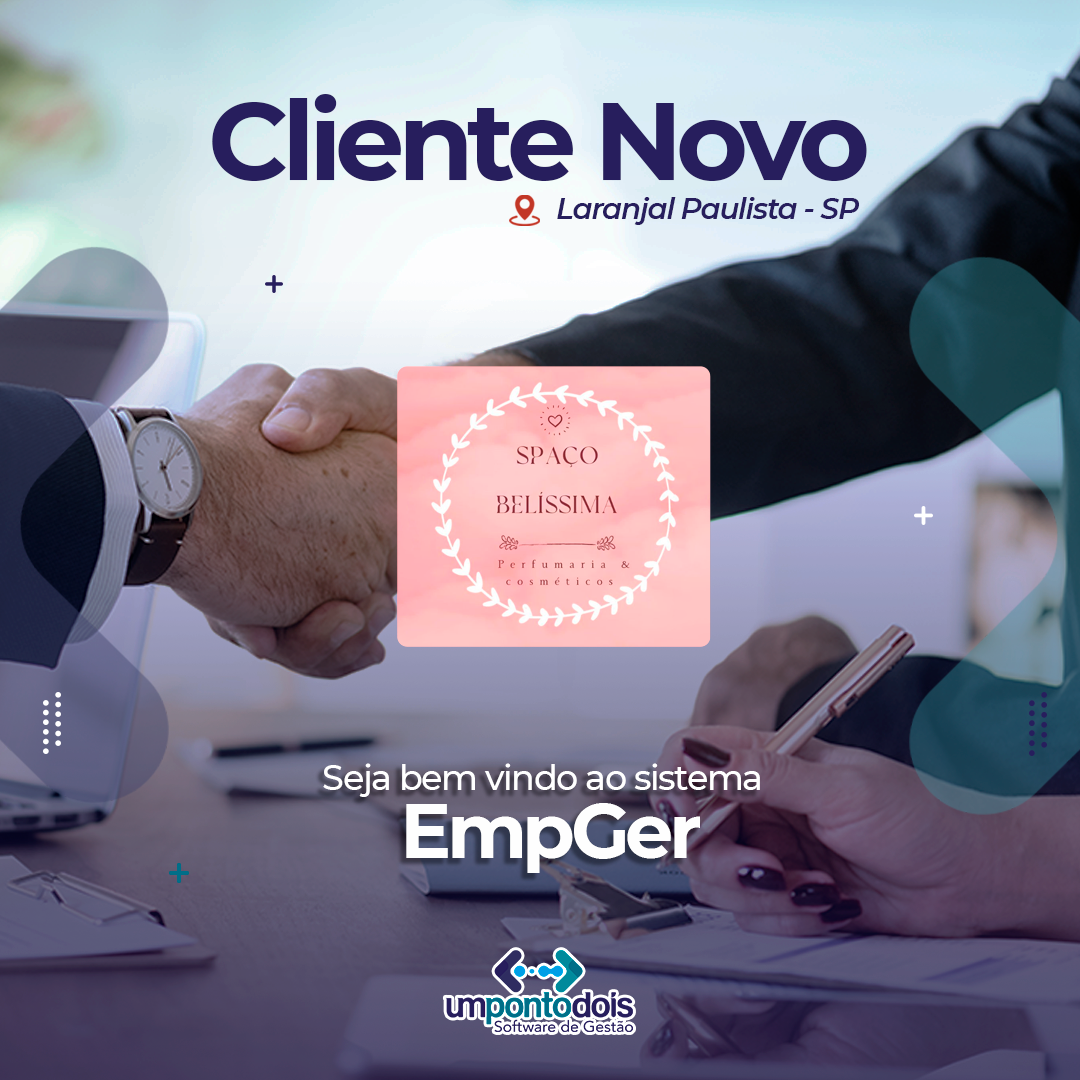 Cliente Novo
Laranjal Paulista - SP
SPAÇO
BELÍSSIMA
Perfumaria &
cosméticos
Seja bem vindo ao sistema
EmpGer
umpontodois
Software de Gestão